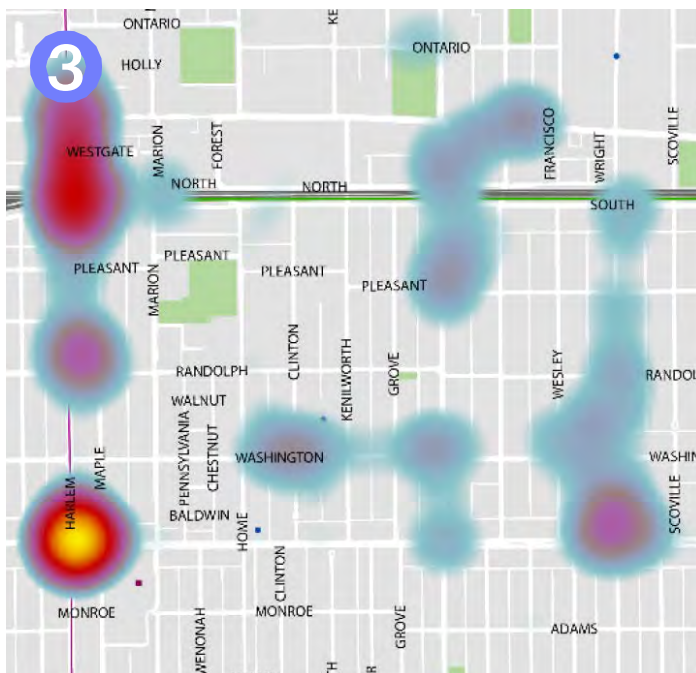 KE
ONTARIO
ONTARIO
3
HOLLY
FRANCISCO
SCOVILLE
WESTGATE
MARION
FOREST
WRIGHT
NORTH
NORTH
SOUTH
PLEASANT
PLEASANT
PLEASANT
PLEASANT
MARION
CLINTON
KENILWORTH
GROVE
WESLEY
RANDOLPH
RANDOL
WALNUT
PENNSYLVANIA
CHESTNUT
WASHINGTON
WASHIN
MAPLE
HARLEM
SCOVILLE
BALDWIN
HOME
CLINTON
MONROE
MONROE
GROVE
ADAMS
WENONAH
TH
R